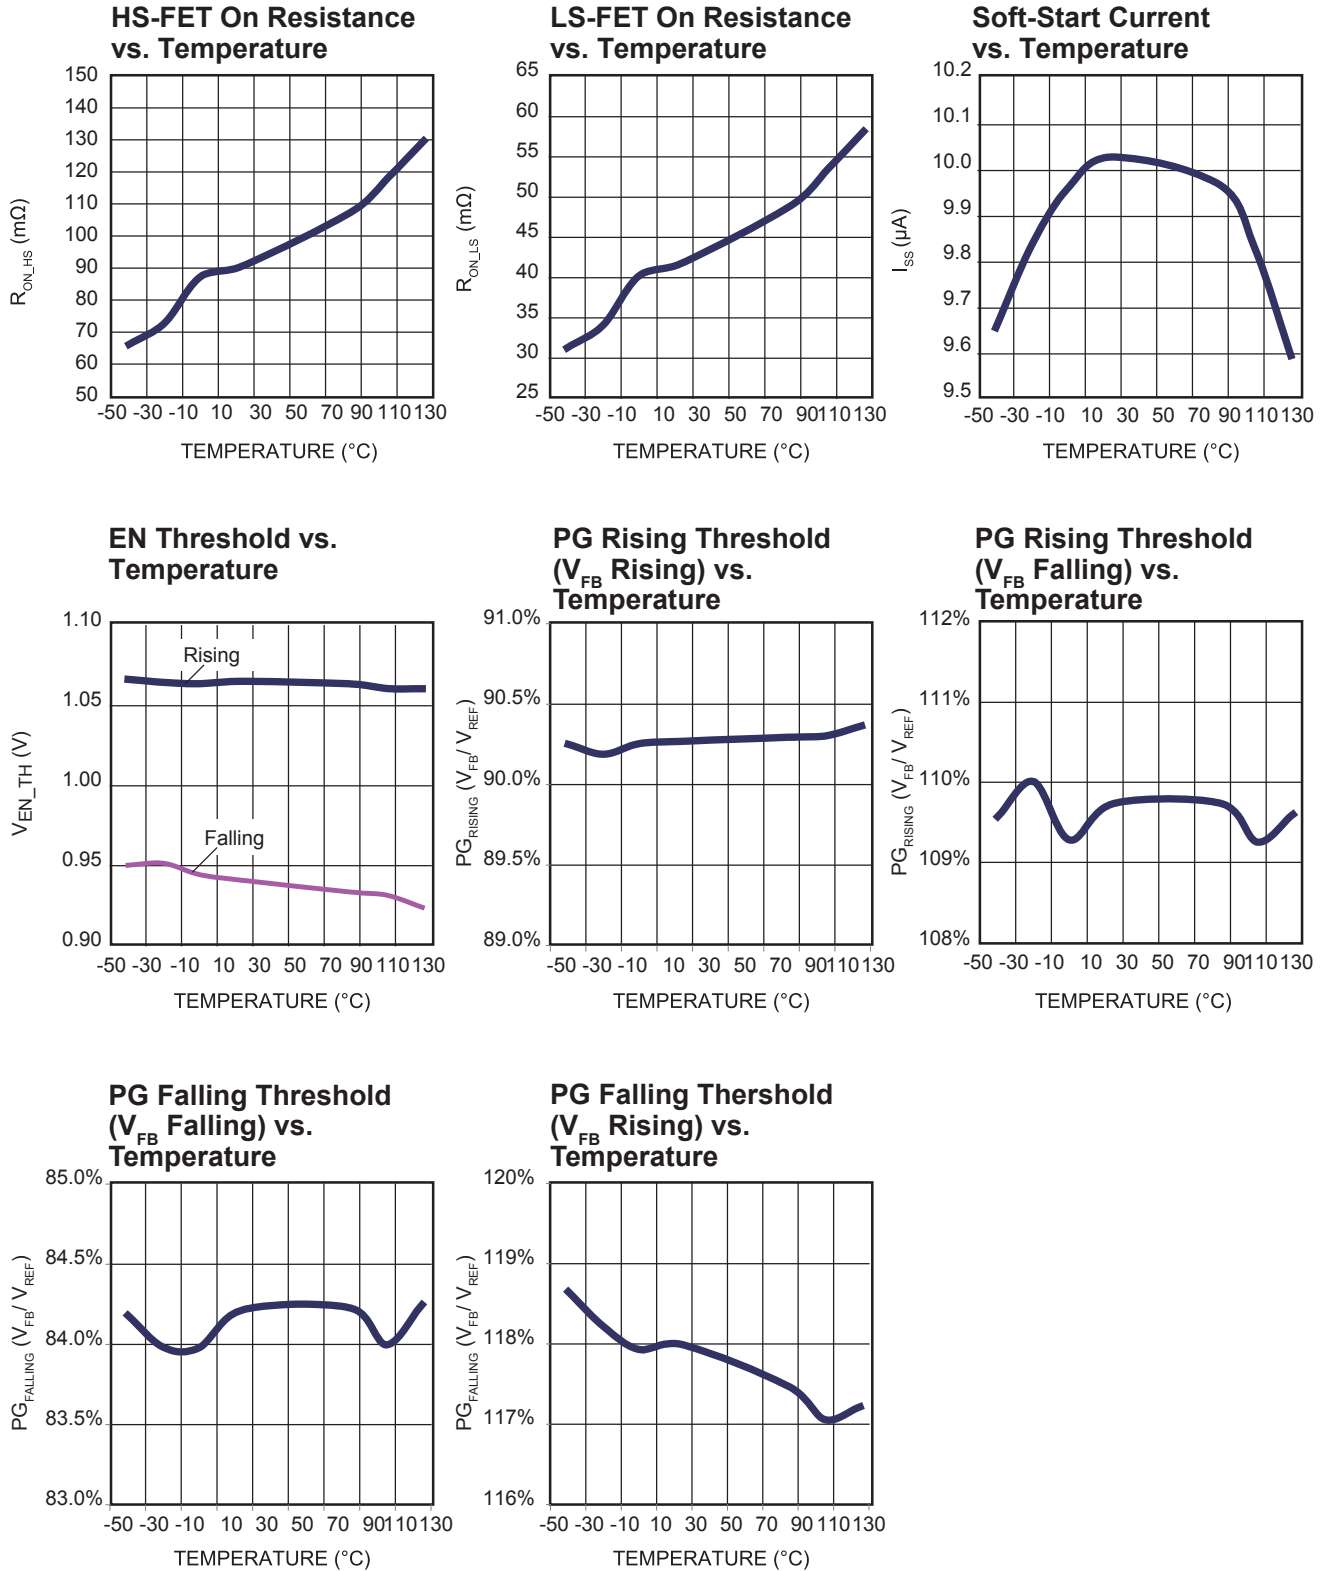 HS-FET On Resistance
vs. Temperature
150
140
130
120
110
100
90
80
70
60
50
R_ON_HS (mΩ)
-50 -30 -10 10 30 50 70 90 110 130
TEMPERATURE (°C)
LS-FET On Resistance
vs. Temperature
65
60
55
50
45
40
35
30
25
R_ON_LS (mΩ)
-50 -30 -10 10 30 50 70 90 110 130
TEMPERATURE (°C)
Soft-Start Current
vs. Temperature
10.2
10.1
10.0
9.9
9.8
9.7
9.6
9.5
I_SS (µA)
-50 -30 -10 10 30 50 70 90 110 130
TEMPERATURE (°C)
EN Threshold vs.
Temperature
1.10
1.05
1.00
0.95
0.90
V_EN_TH (V)
Rising
Falling
-50 -30 -10 10 30 50 70 90 110 130
TEMPERATURE (°C)
PG Rising Threshold
(V_FB Rising) vs.
Temperature
91.0%
90.5%
90.0%
89.5%
89.0%
PG_RISING (V_FB/ V_REF)
-50 -30 -10 10 30 50 70 90 110 130
TEMPERATURE (°C)
PG Rising Threshold
(V_FB Falling) vs.
Temperature
112%
111%
110%
109%
108%
PG_RISING (V_FB/ V_REF)
-50 -30 -10 10 30 50 70 90 110 130
TEMPERATURE (°C)
PG Falling Threshold
(V_FB Falling) vs.
Temperature
85.0%
84.5%
84.0%
83.5%
83.0%
PG_FALLING (V_FB/ V_REF)
-50 -30 -10 10 30 50 70 90 110 130
TEMPERATURE (°C)
PG Falling Thershold
(V_FB Rising) vs.
Temperature
120%
119%
118%
117%
116%
PG_FALLING (V_FB/ V_REF)
-50 -30 -10 10 30 50 70 90 110 130
TEMPERATURE (°C)